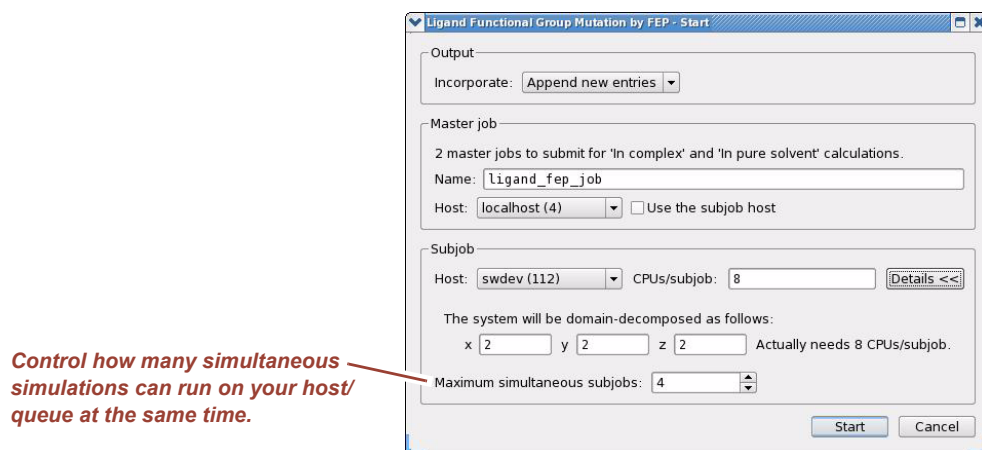 Ligand Functional Group Mutation by FEP - Start
Output
Incorporate: Append new entries
Master job
2 master jobs to submit for 'In complex' and 'In pure solvent' calculations.
Name: ligand_fep_job
Host: localhost (4) Use the subjob host
Subjob
Host: swdev (112) CPUs/subjob: 8 Details <<
The system will be domain-decomposed as follows:
x 2 y 2 z 2 Actually needs 8 CPUs/subjob.
Maximum simultaneous subjobs: 4
Start Cancel
Control how many simultaneous
simulations can run on your host/
queue at the same time.